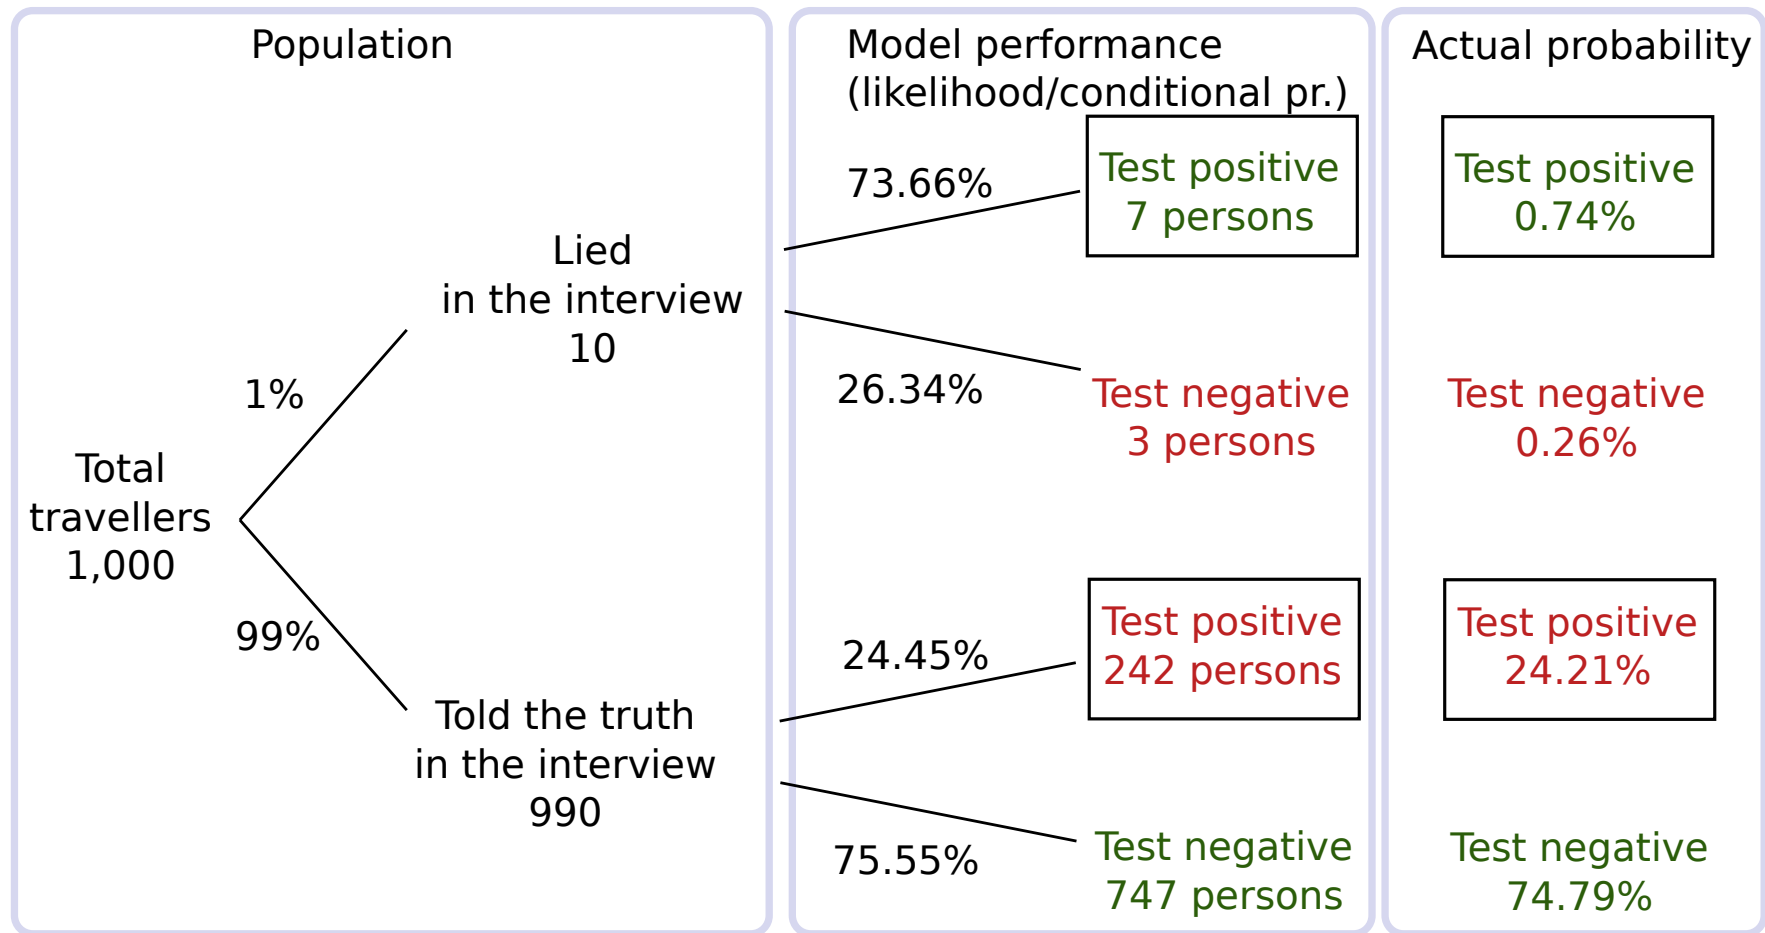 Population
Total
travellers
1,000
1%
99%
Lied
in the interview
10
Told the truth
in the interview
990
Model performance
(likelihood/conditional pr.)
73.66%
Test positive
7 persons
26.34%
Test negative
3 persons
24.45%
Test positive
242 persons
75.55%
Test negative
747 persons
Actual probability
Test positive
0.74%
Test negative
0.26%
Test positive
24.21%
Test negative
74.79%